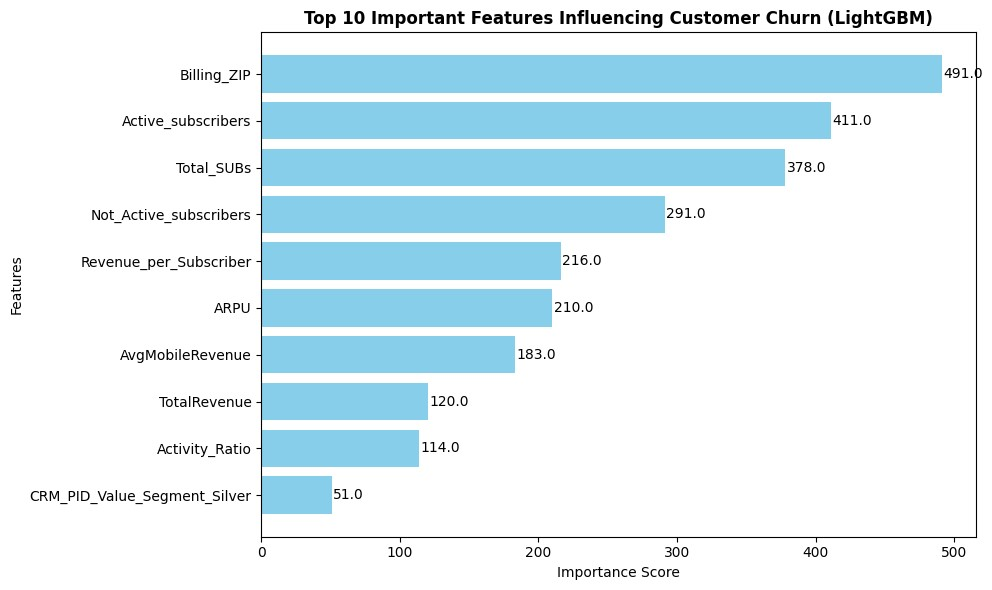 Top 10 Important Features Influencing Customer Churn (LightGBM)
Features
Billing_ZIP 491.0
Active_subscribers 411.0
Total_SUBs 378.0
Not_Active_subscribers 291.0
Revenue_per_Subscriber 216.0
ARPU 210.0
AvgMobileRevenue 183.0
TotalRevenue 120.0
Activity_Ratio 114.0
CRM_PID_Value_Segment_Silver 51.0
0 100 200 300 400 500
Importance Score